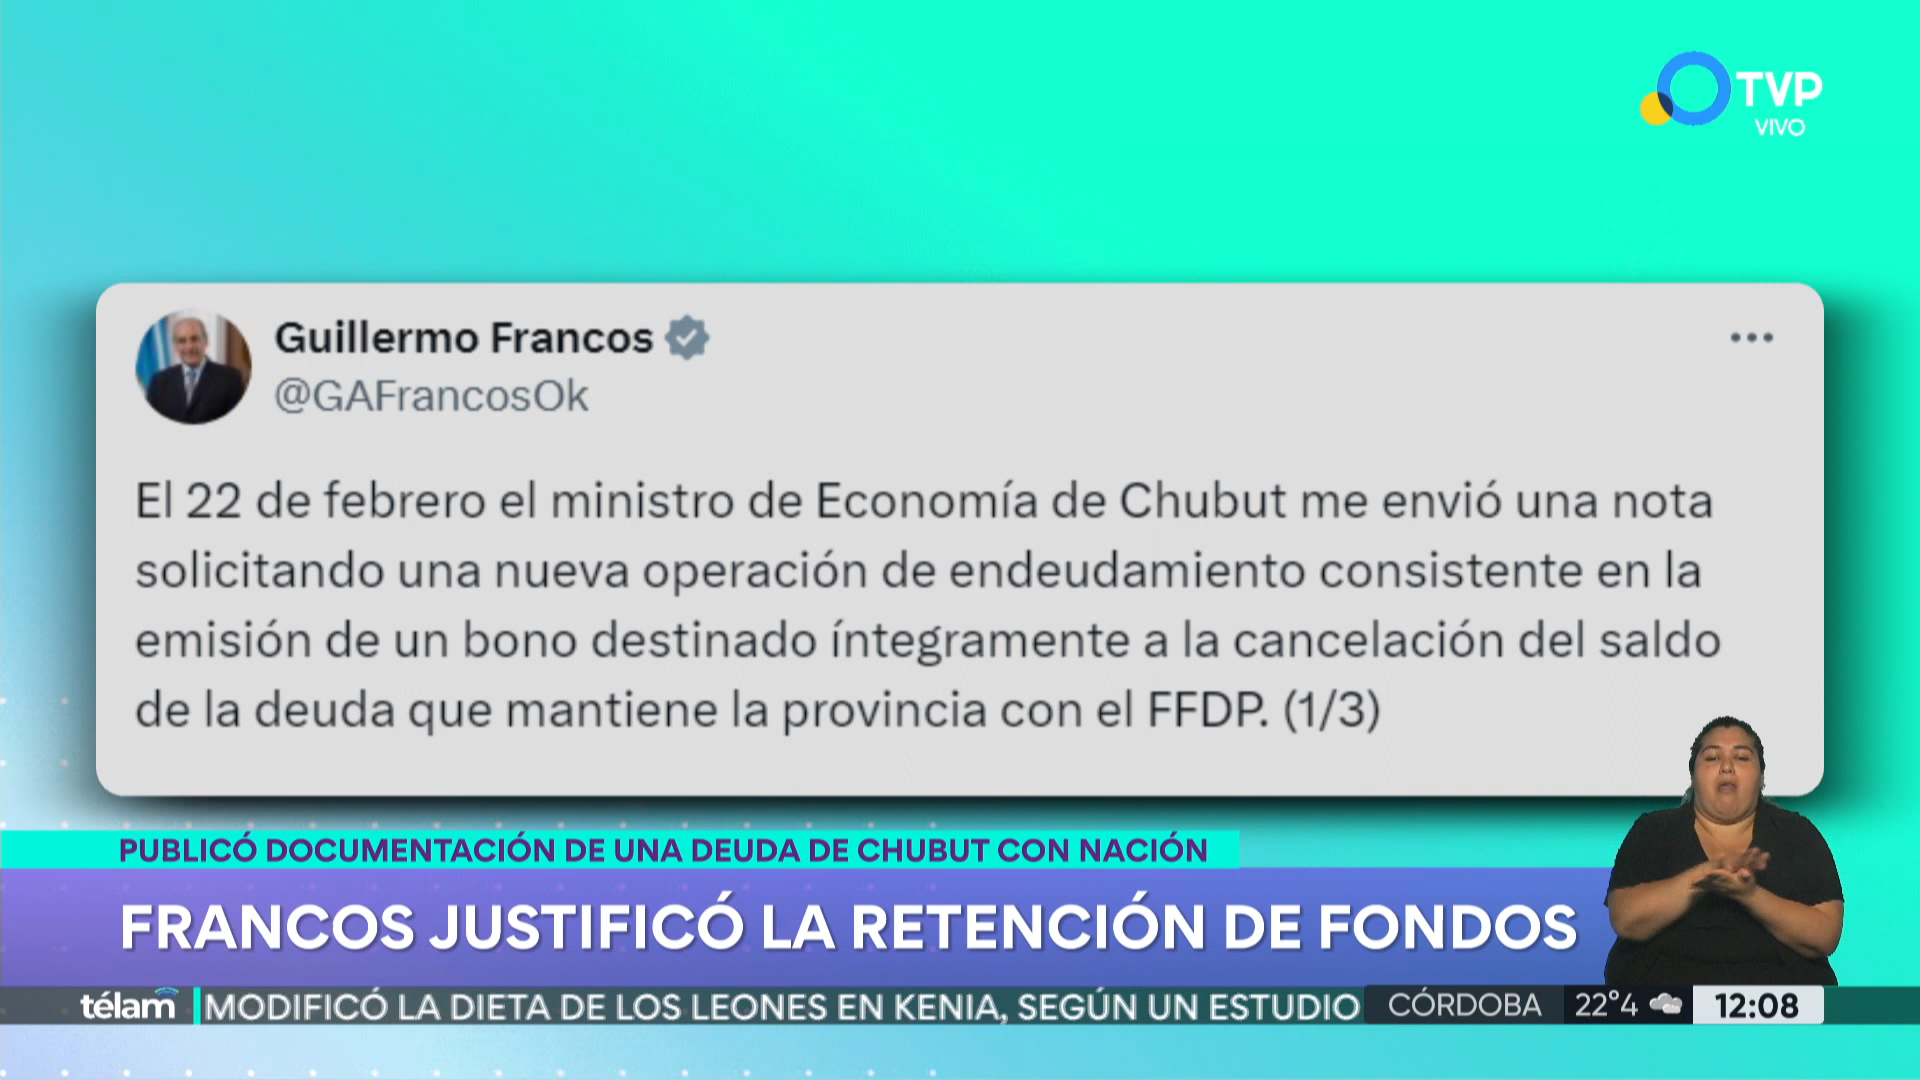 TVP
VIVO
Guillermo Francos
@GAFrancosOk
El 22 de febrero el ministro de Economía de Chubut me envió una nota
solicitando una nueva operación de endeudamiento consistente en la
emisión de un bono destinado íntegramente a la cancelación del saldo
de la deuda que mantiene la provincia con el FFDP. (1/3)
PUBLICÓ DOCUMENTACIÓN DE UNA DEUDA DE CHUBUT CON NACIÓN
FRANCOS JUSTIFICÓ LA RETENCIÓN DE FONDOS
télam MODIFICÓ LA DIETA DE LOS LEONES EN KENIA, SEGÚN UN ESTUDIO CÓRDOBA 22°4 12:08